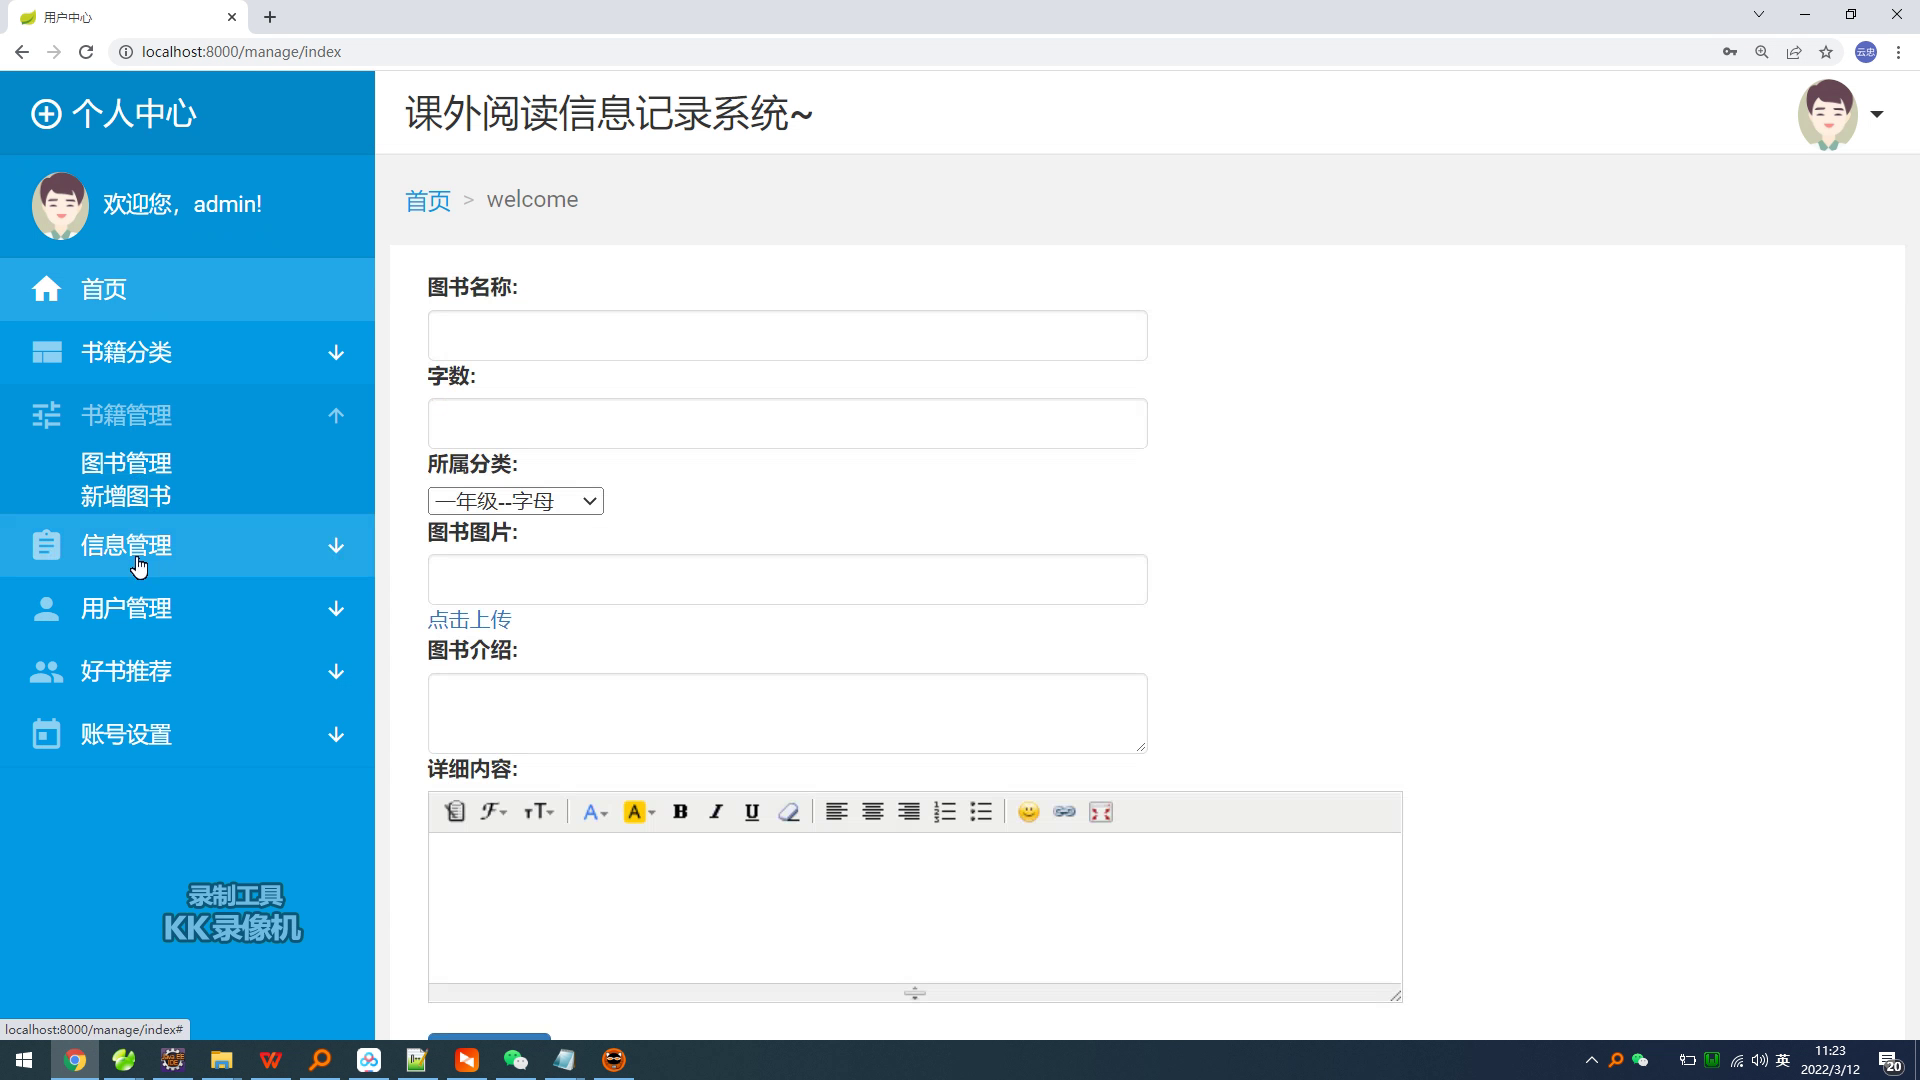 用户中心
localhost:8000/manage/index
云忠
个人中心
课外阅读信息记录系统~
欢迎您，admin!
首页 > welcome
首页
书籍分类
书籍管理
图书管理
新增图书
信息管理
用户管理
好书推荐
账号设置
图书名称:
字数:
所属分类:
一年级--字母
图书图片:
点击上传
图书介绍:
详细内容:
录制工具
KK录像机
localhost:8000/manage/index#
英
11:23
2022/3/12
20